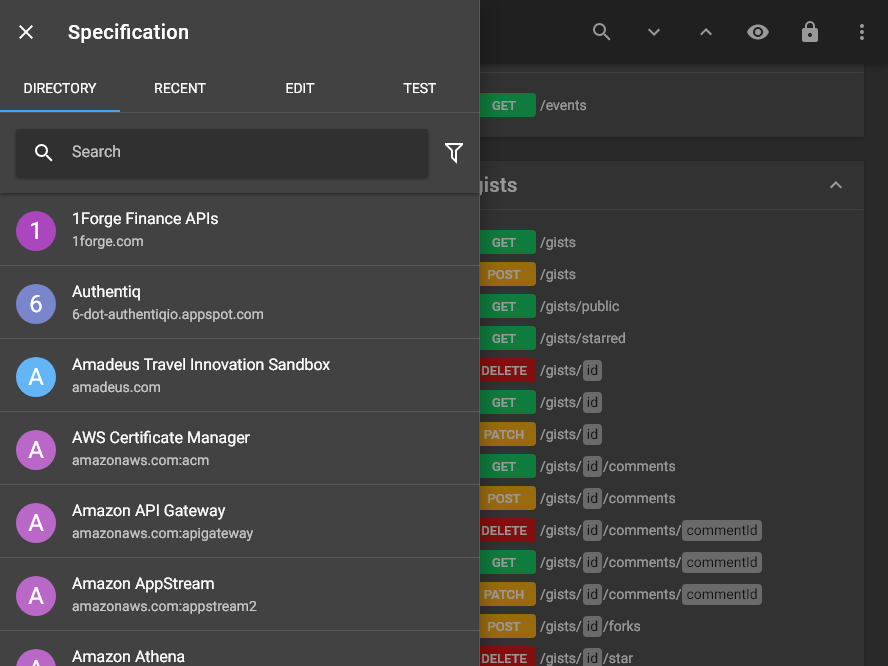 Specification
DIRECTORY RECENT EDIT TEST
Search
1
1Forge Finance APIs
1forge.com
6
Authentiq
6-dot-authentiqio.appspot.com
A
Amadeus Travel Innovation Sandbox
amadeus.com
A
AWS Certificate Manager
amazonaws.com:acm
A
Amazon API Gateway
amazonaws.com:apigateway
A
Amazon AppStream
amazonaws.com:appstream2
A
Amazon Athena
GET /events
gists
GET /gists
POST /gists
GET /gists/public
GET /gists/starred
DELETE /gists/ id
GET /gists/ id
PATCH /gists/ id
GET /gists/ id /comments
POST /gists/ id /comments
DELETE /gists/ id /comments/ commentId
GET /gists/ id /comments/ commentId
PATCH /gists/ id /comments/ commentId
POST /gists/ id /forks
DELETE /gists/ id /star